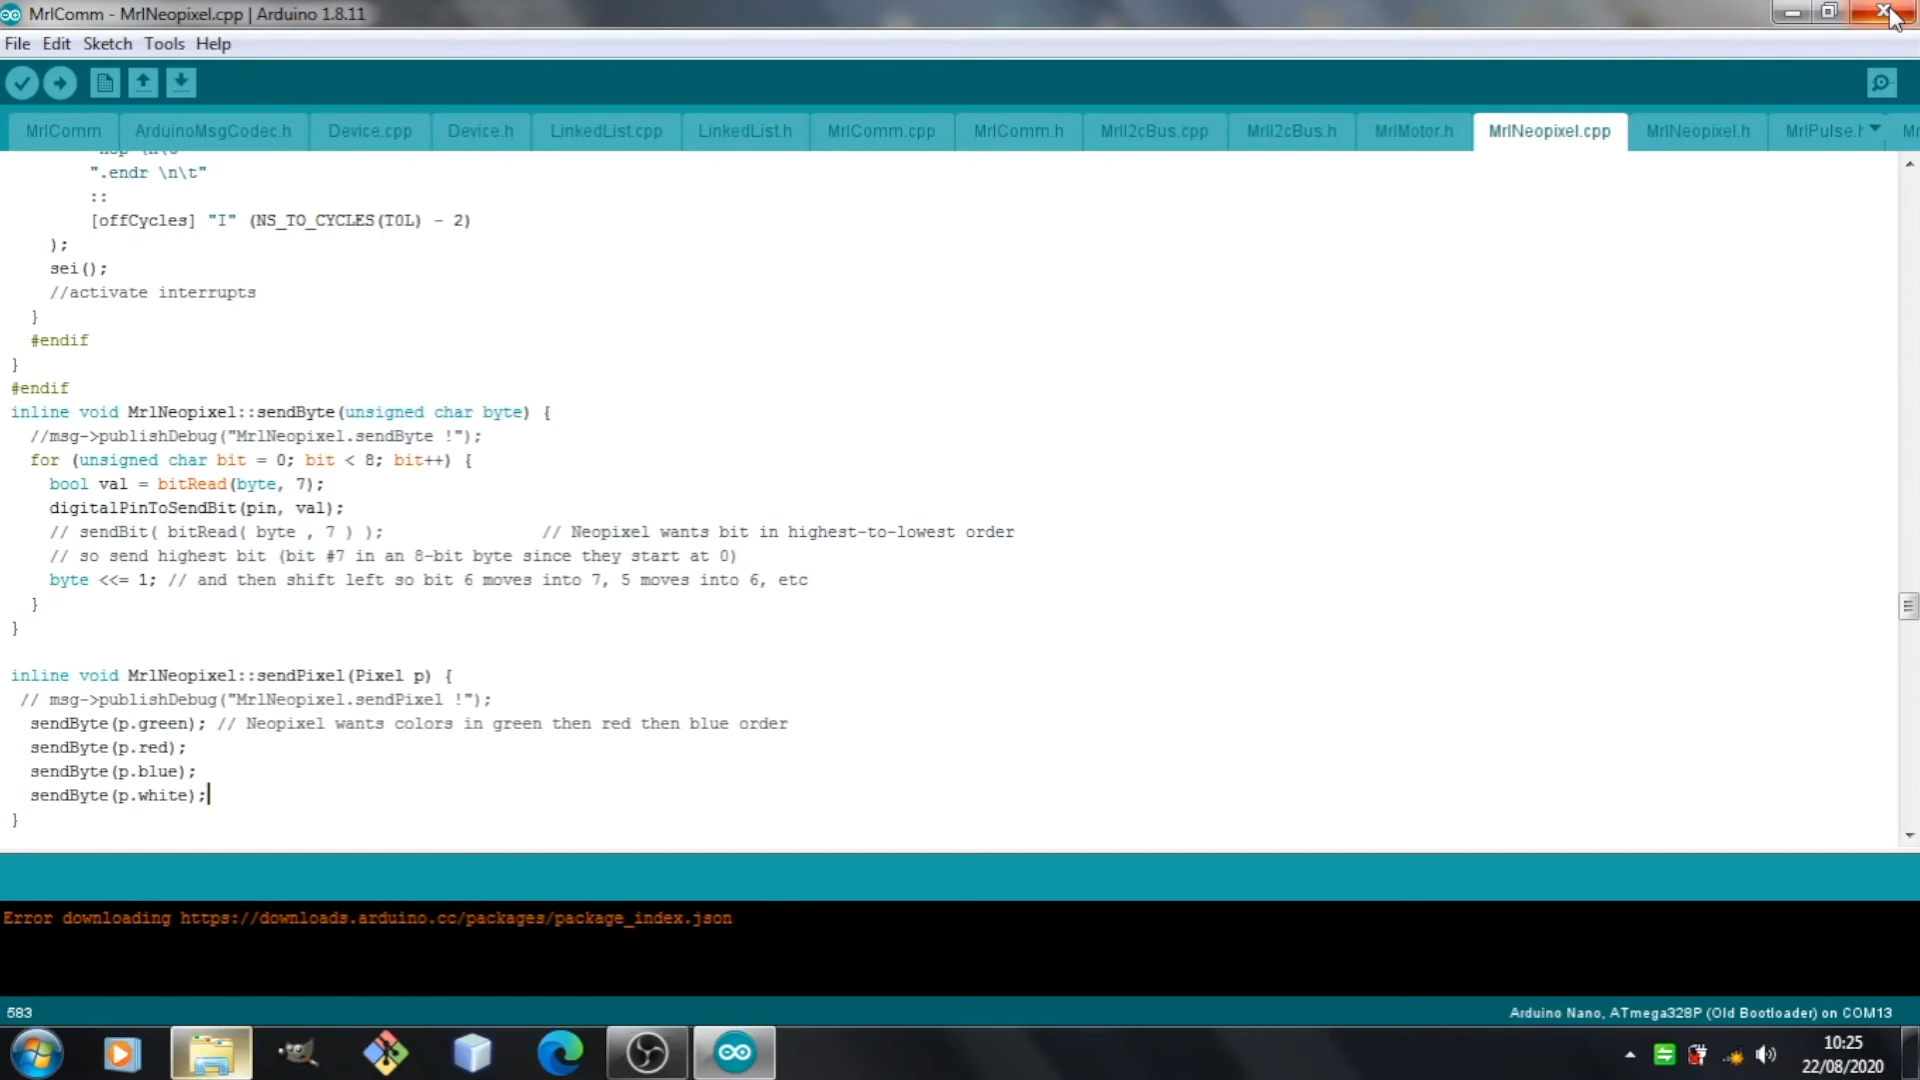 MrlComm - MrlNeopixel.cpp | Arduino 1.8.11
File Edit Sketch Tools Help
MrlComm ArduinoMsgCodec.h Device.cpp Device.h LinkedList.cpp LinkedList.h MrlComm.cpp MrlComm.h MrlI2cBus.cpp MrlI2cBus.h MrlMotor.h MrlNeopixel.cpp MrlNeopixel.h MrlPulse.h
".endr \n\t"
::
[offCycles] "I" (NS_TO_CYCLES(T0L) - 2)
);
sei();
//activate interrupts
}
#endif
}
#endif
inline void MrlNeopixel::sendByte(unsigned char byte) {
//msg->publishDebug("MrlNeopixel.sendByte !");
for (unsigned char bit = 0; bit < 8; bit++) {
bool val = bitRead(byte, 7);
digitalPinToSendBit(pin, val);
// sendBit( bitRead( byte , 7 ) ); // Neopixel wants bit in highest-to-lowest order
// so send highest bit (bit #7 in an 8-bit byte since they start at 0)
byte <<= 1; // and then shift left so bit 6 moves into 7, 5 moves into 6, etc
}
}
inline void MrlNeopixel::sendPixel(Pixel p) {
// msg->publishDebug("MrlNeopixel.sendPixel !");
sendByte(p.green); // Neopixel wants colors in green then red then blue order
sendByte(p.red);
sendByte(p.blue);
sendByte(p.white);
}
Error downloading https://downloads.arduino.cc/packages/package_index.json
583
Arduino Nano, ATmega328P (Old Bootloader) on COM13
10:25
22/08/2020